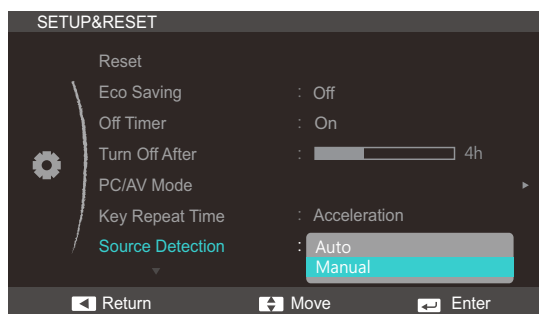 SETUP&RESET
Reset
Eco Saving : Off
Off Timer : On
Turn Off After : 4h
PC/AV Mode
Key Repeat Time : Acceleration
Source Detection : Auto
Manual
Return Move Enter